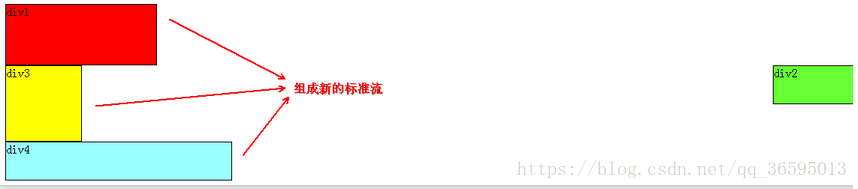 div1
组成新的标准流
div3
div2
div4
https://blog.csdn.net/qq_36595013